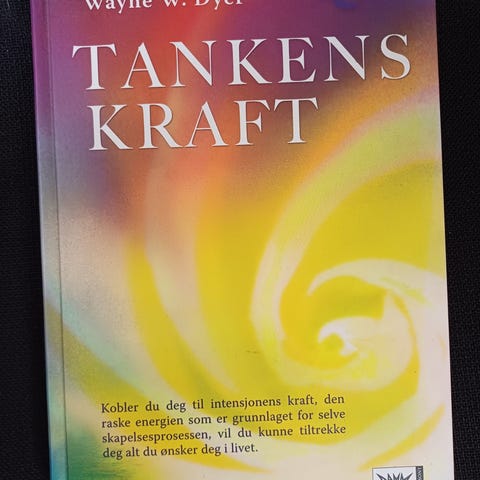 Wayne W. Dyer
TANKENS
KRAFT
Kobler du deg til intensjonens kraft, den
raske energien som er grunnlaget for selve
skapelsesprosessen, vil du kunne tiltrekke
deg alt du ønsker deg i livet.